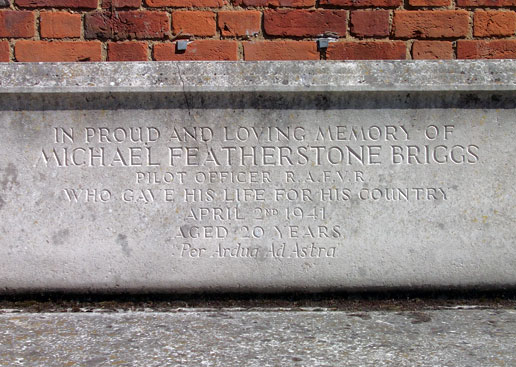 IN PROUD AND LOVING MEMORY OF
MICHAEL FEATHERSTONE BRIGGS
PILOT OFFICER R.A.F.V.R.
WHO GAVE HIS LIFE FOR HIS COUNTRY
APRIL 2ND 1941
AGED 20 YEARS
Per Ardua Ad Astra